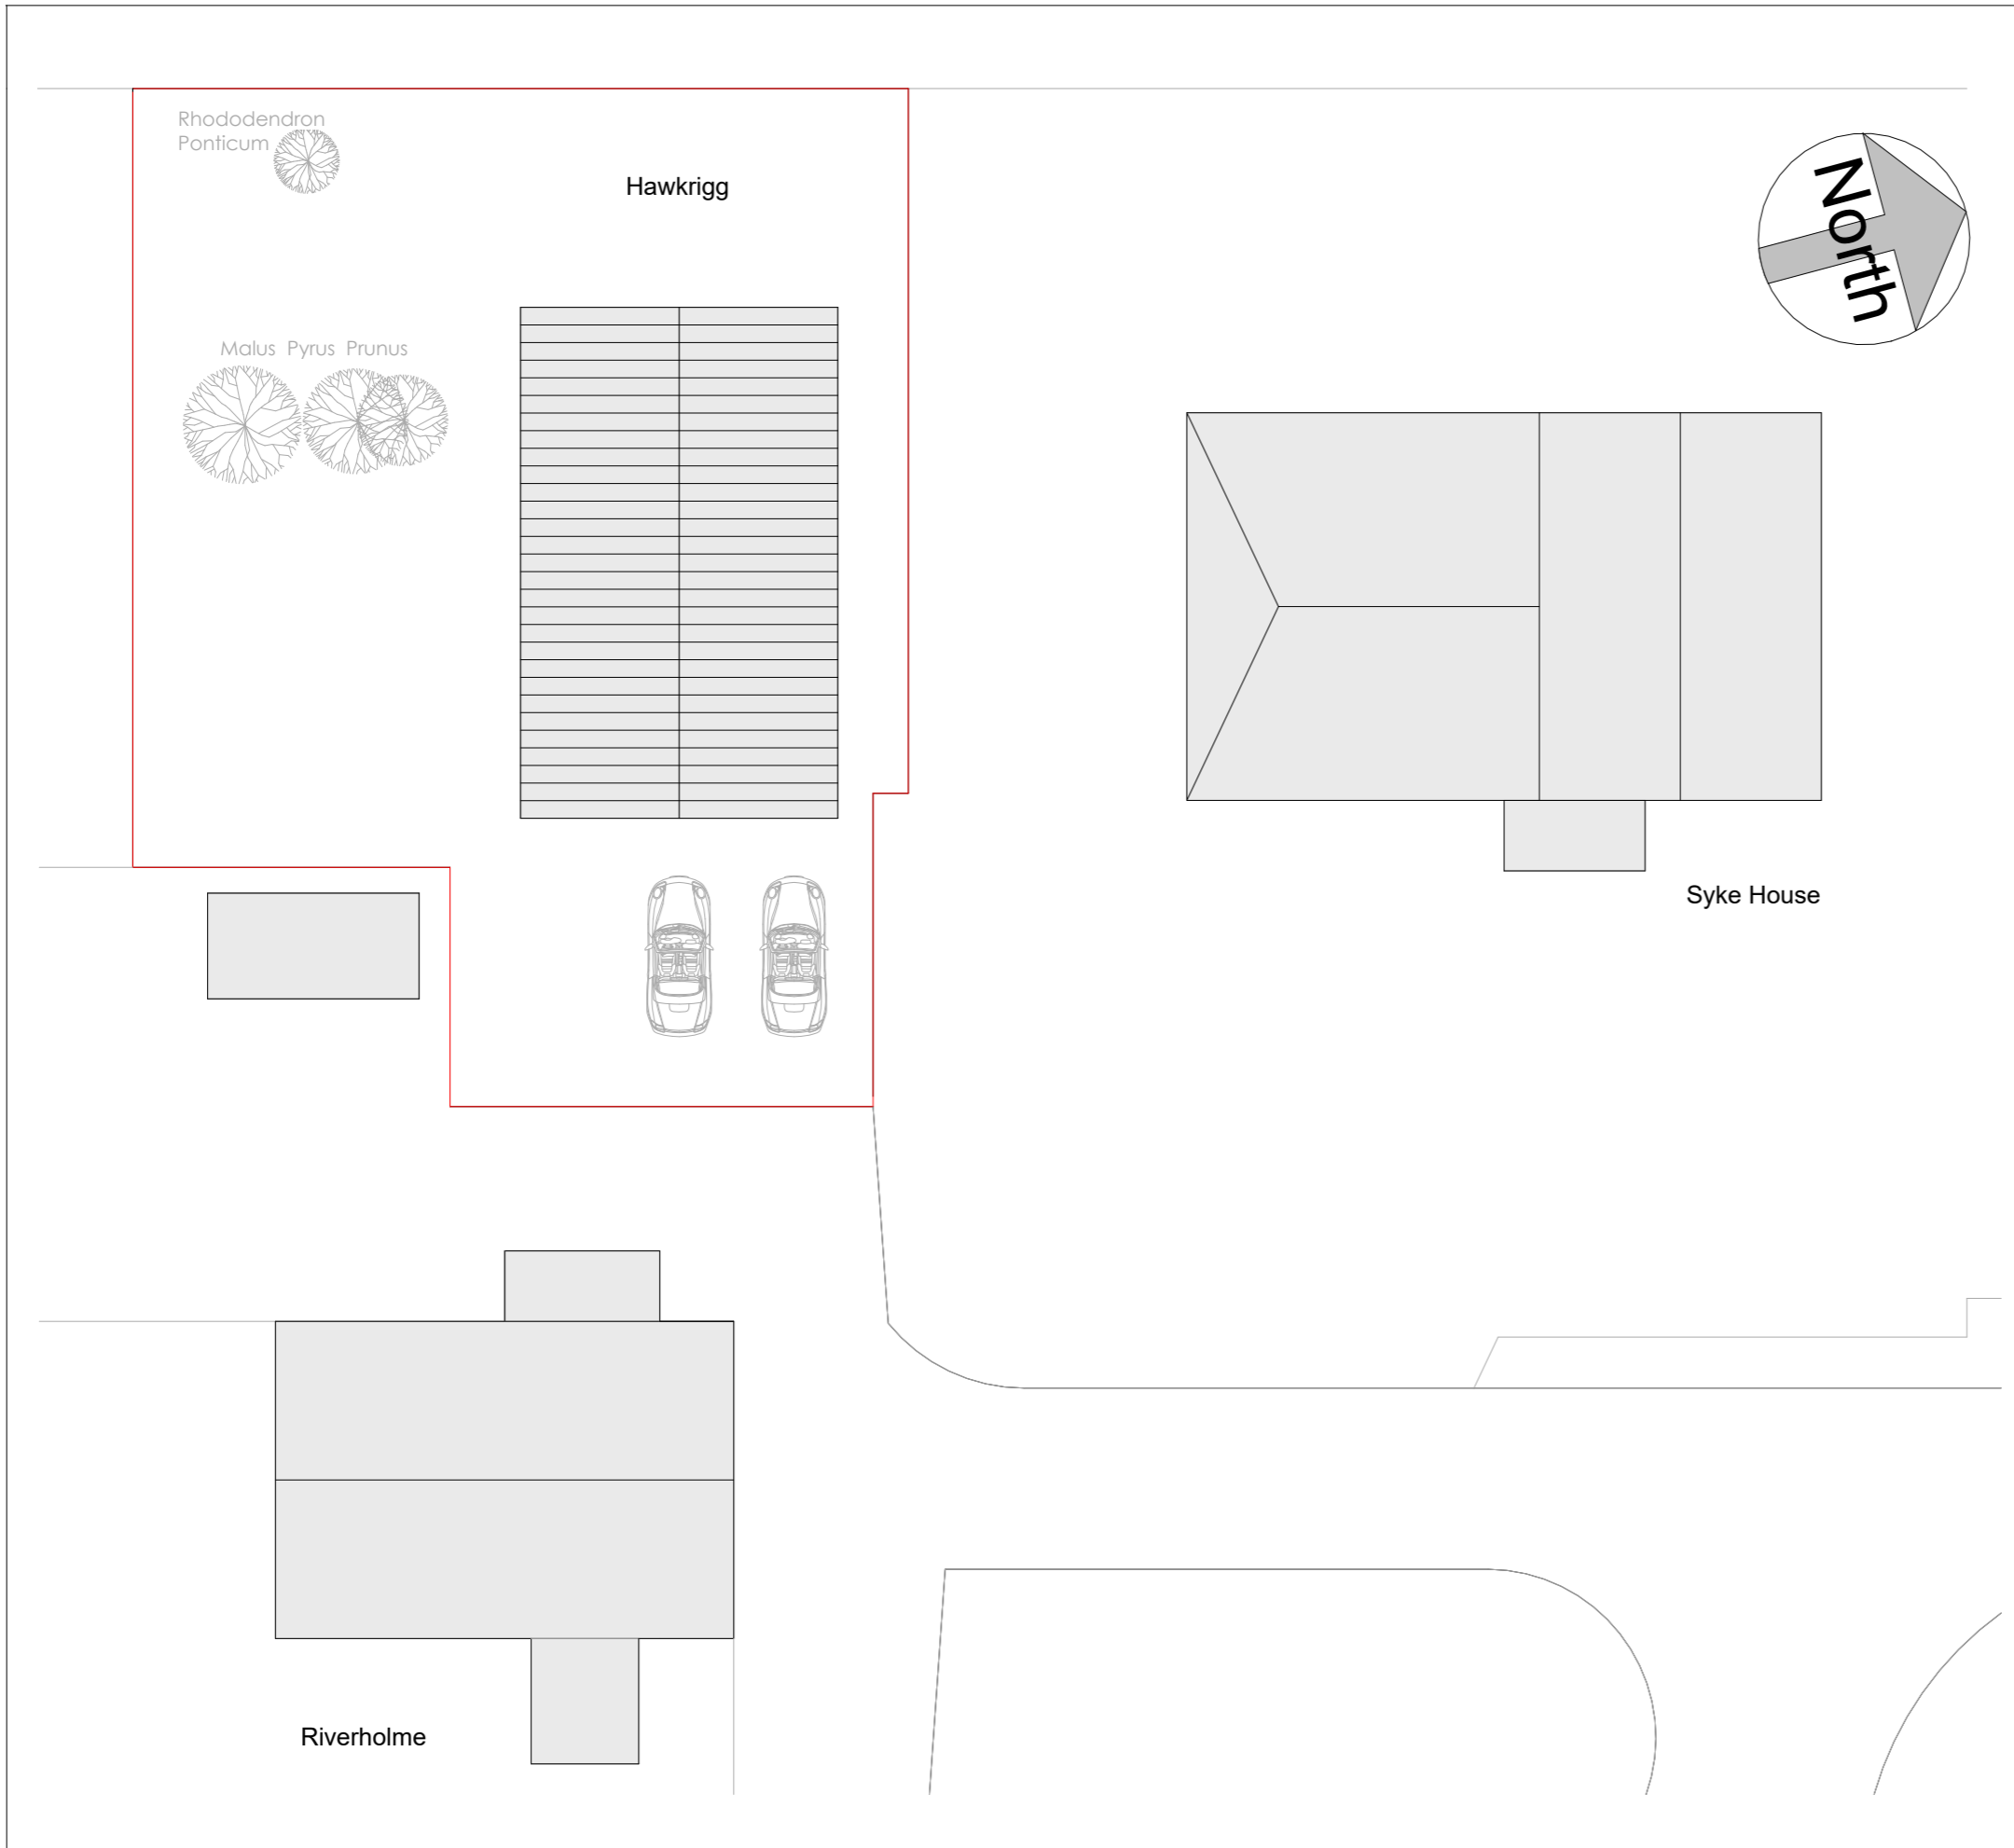 Rhododendron
Ponticum
Hawkrigg
North
Malus Pyrus Prunus
Syke House
Riverholme